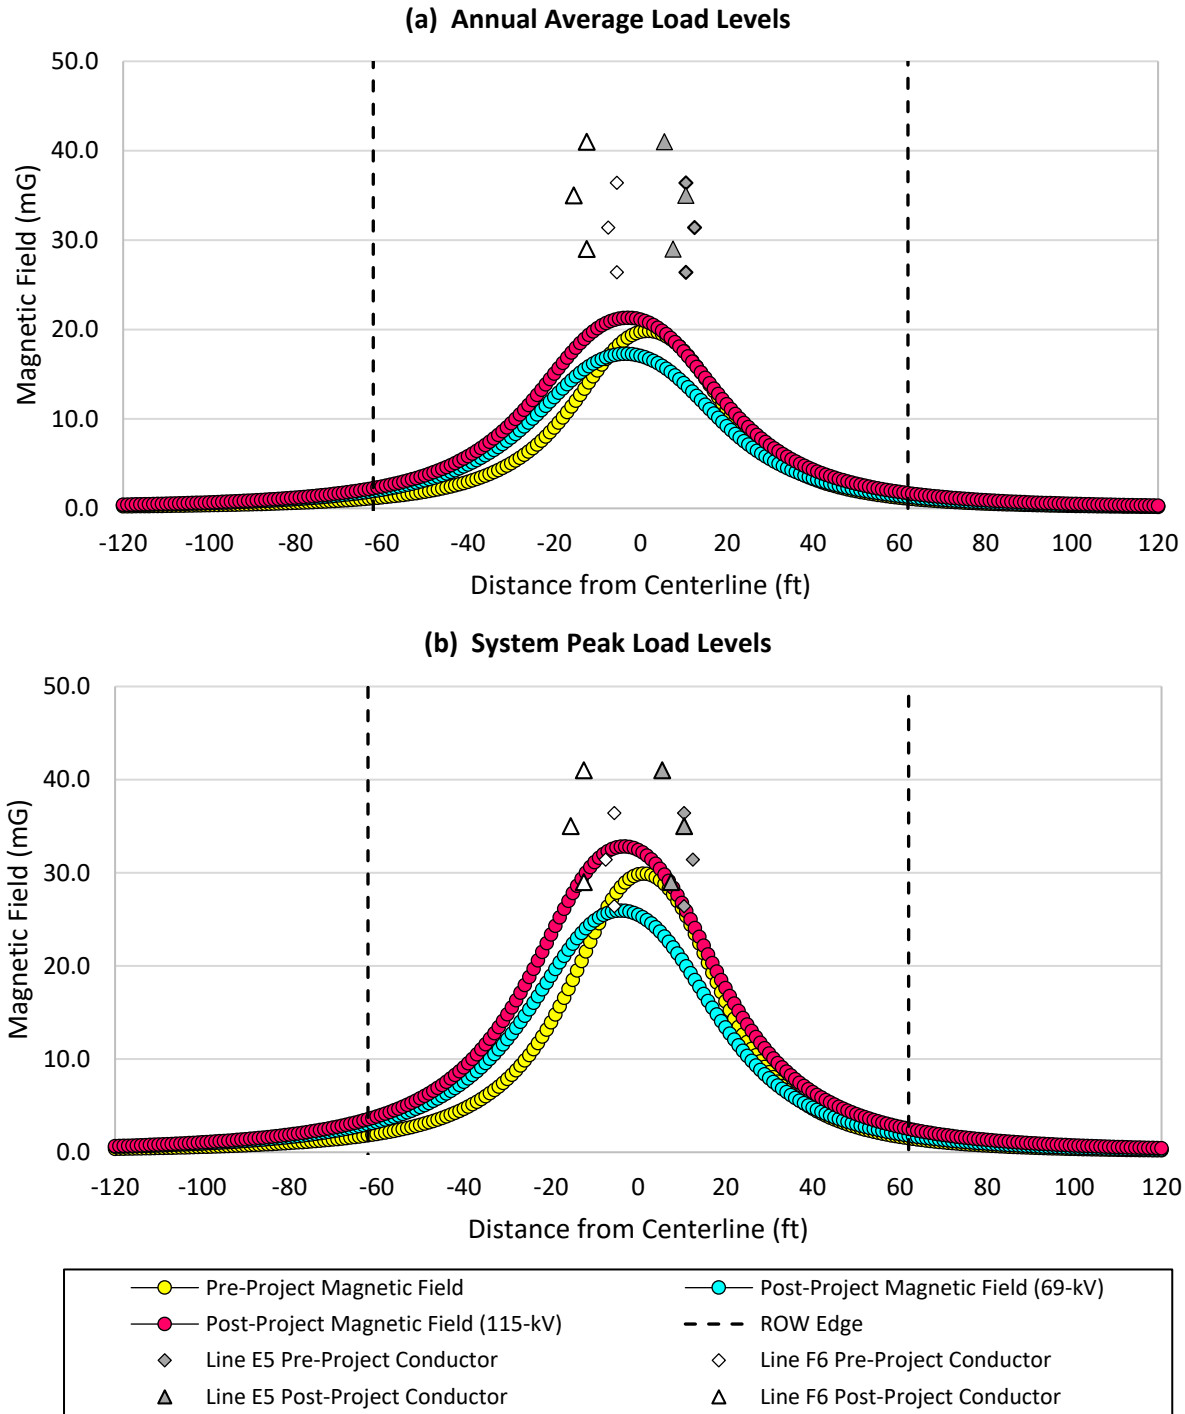 (a) Annual Average Load Levels
50.0
40.0
30.0
20.0
10.0
0.0
Magnetic Field (mG)
-120 -100 -80 -60 -40 -20 0 20 40 60 80 100 120
Distance from Centerline (ft)
(b) System Peak Load Levels
50.0
40.0
30.0
20.0
10.0
0.0
Magnetic Field (mG)
-120 -100 -80 -60 -40 -20 0 20 40 60 80 100 120
Distance from Centerline (ft)
Pre-Project Magnetic Field
Post-Project Magnetic Field (69-kV)
Post-Project Magnetic Field (115-kV)
ROW Edge
Line E5 Pre-Project Conductor
Line F6 Pre-Project Conductor
Line E5 Post-Project Conductor
Line F6 Post-Project Conductor